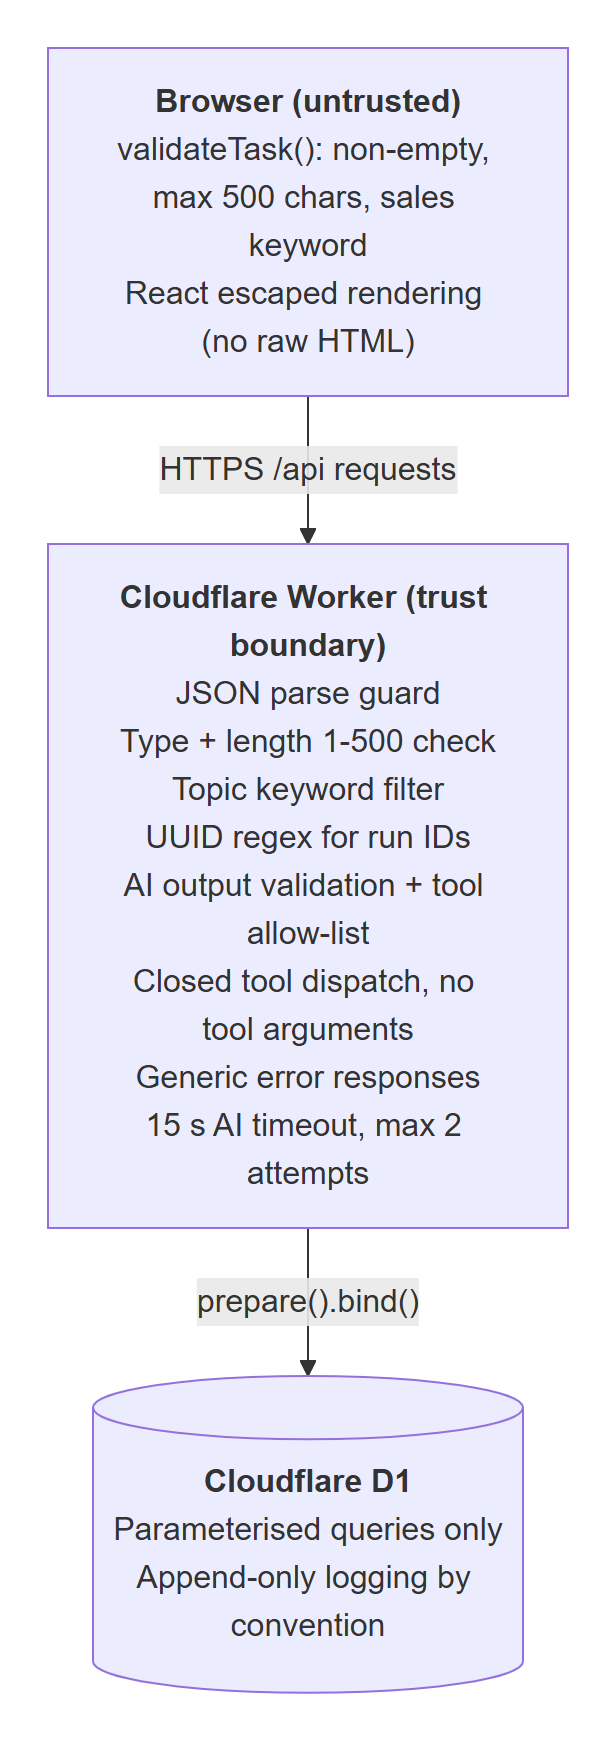 Browser (untrusted)
validateTask(): non-empty,
max 500 chars, sales
keyword
React escaped rendering
(no raw HTML)
HTTPS /api requests
Cloudflare Worker (trust
boundary)
JSON parse guard
Type + length 1-500 check
Topic keyword filter
UUID regex for run IDs
AI output validation + tool
allow-list
Closed tool dispatch, no
tool arguments
Generic error responses
15 s AI timeout, max 2
attempts
prepare().bind()
Cloudflare D1
Parameterised queries only
Append-only logging by
convention